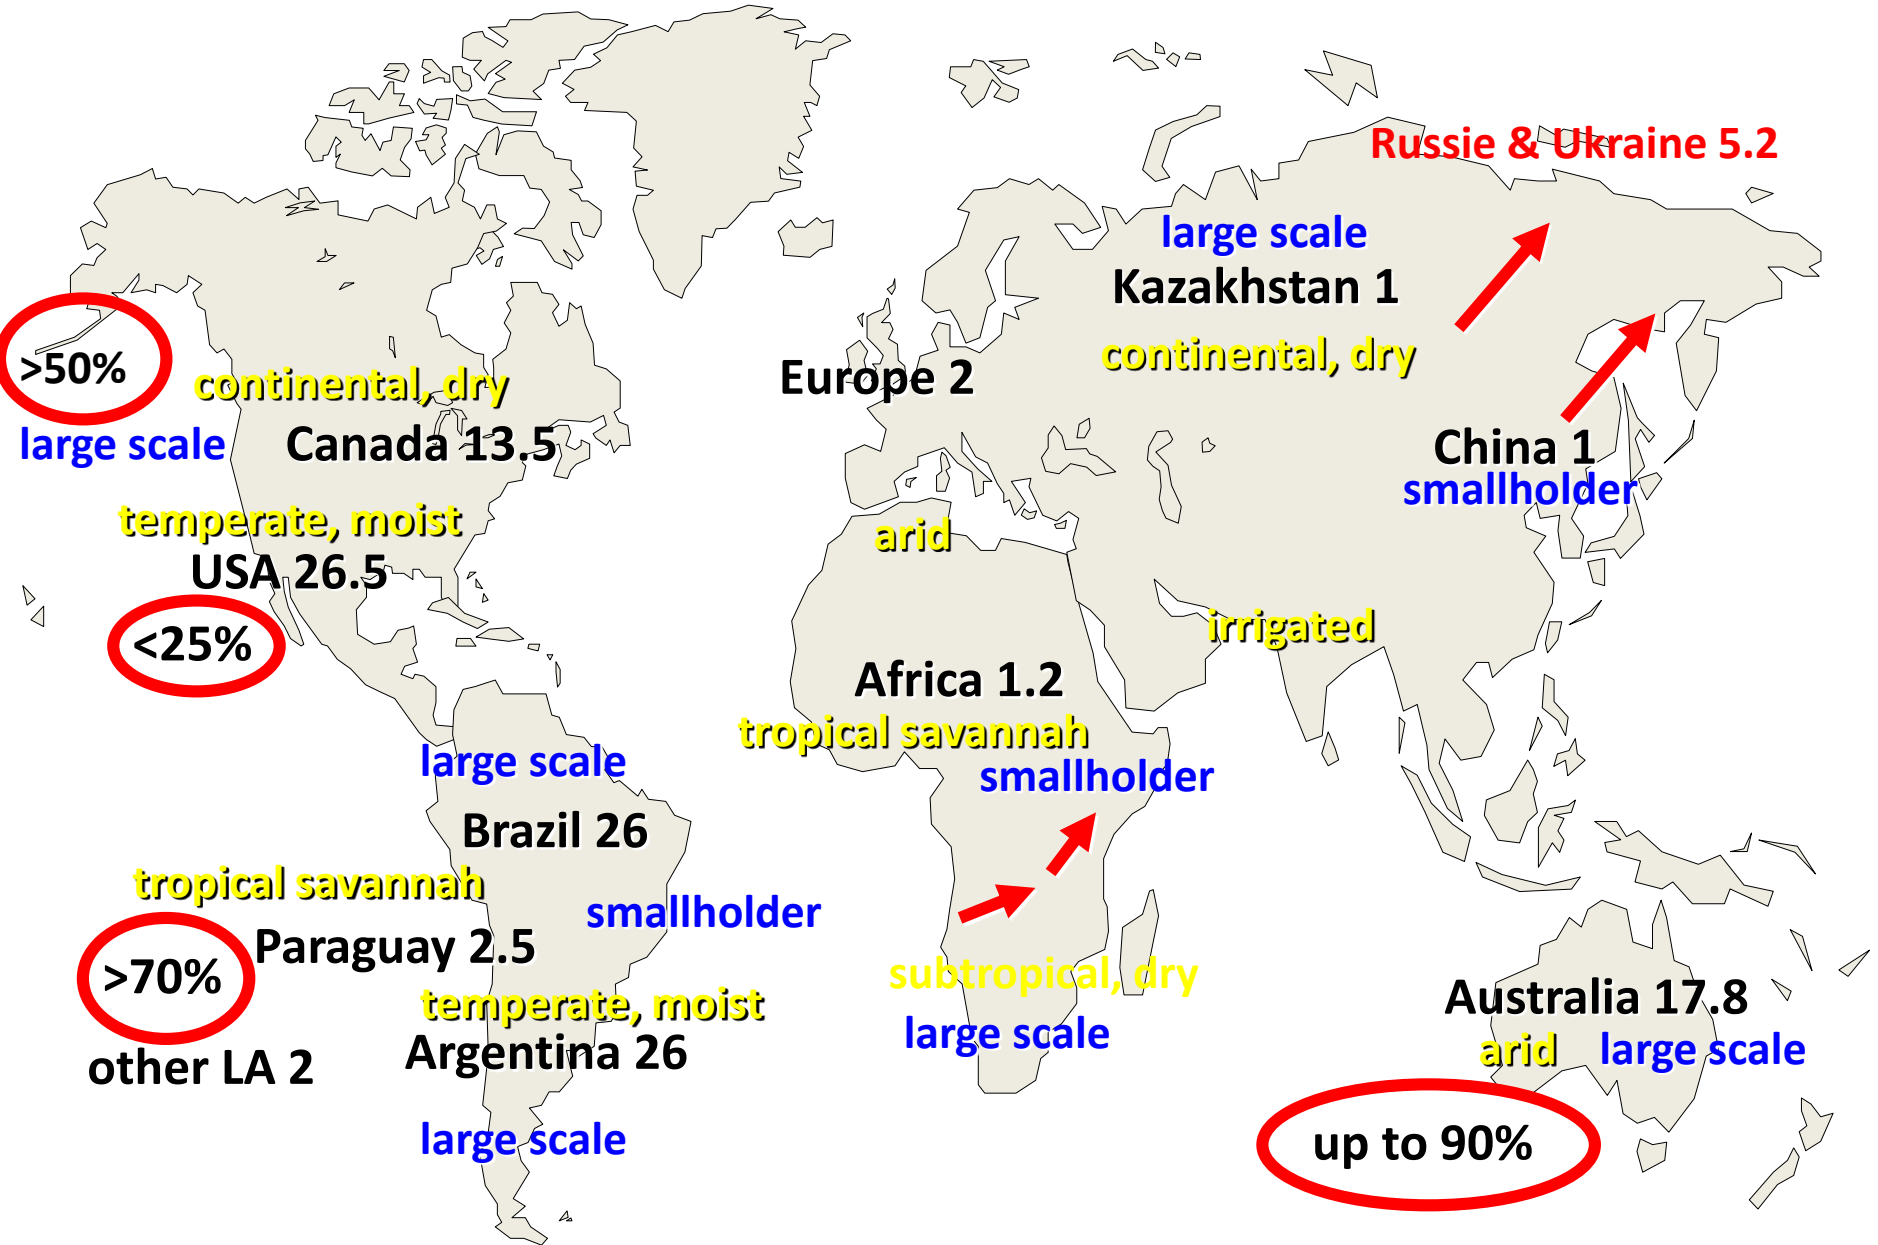 Russie & Ukraine 5.2
large scale
Kazakhstan 1
continental, dry
>50%
continental, dry
Europe 2
large scale
Canada 13.5
China 1
smallholder
temperate, moist
arid
USA 26.5
<25%
irrigated
Africa 1.2
tropical savannah
large scale
smallholder
Brazil 26
tropical savannah
smallholder
Paraguay 2.5
>70%
subtropical, dry
temperate, moist
Australia 17.8
large scale
arid
large scale
Argentina 26
other LA 2
large scale
up to 90%